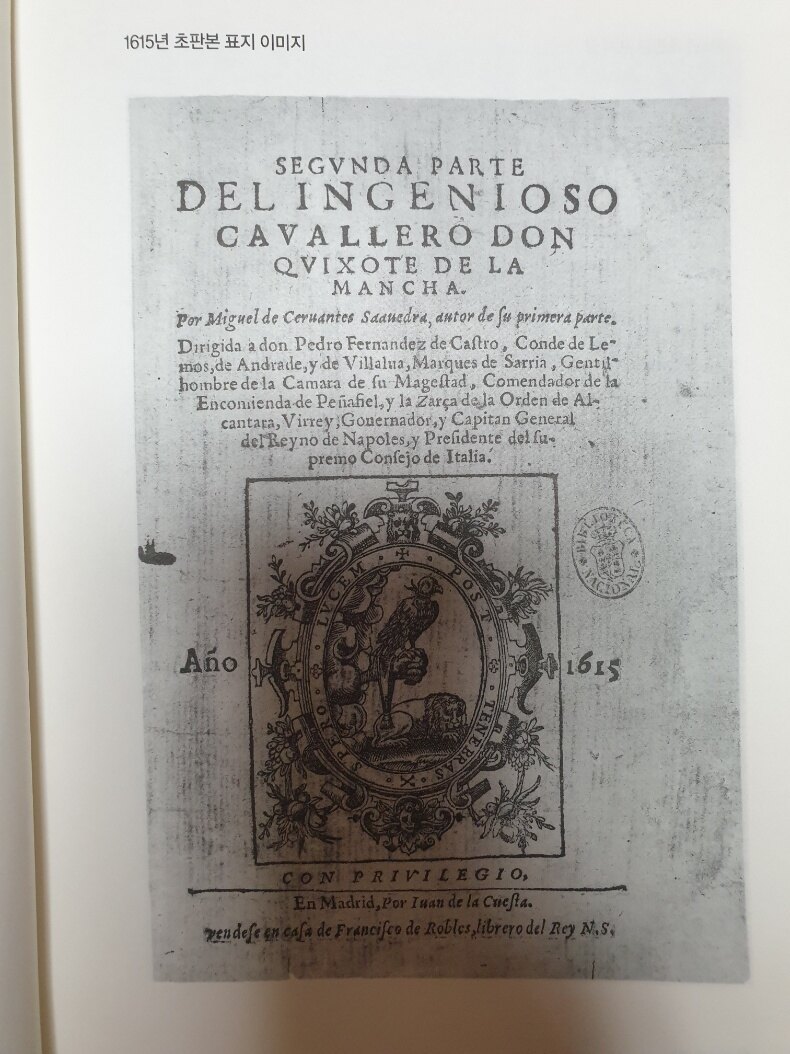 1615년 초판본 표지 이미지
SEGVNDA PARTE
DEL INGENIOSO
CAVALLERO DON
QVIXOTE DE LA
MANCHA.
Por Miguel de Ceruantes Saauedra, autor de ſu primera parte.
Dirigida a don Pedro Fernandez de Caſtro, Conde de Le-
mos, de Andrade, y de Villalua, Marques de Sarria, Gentil-
hombre de la Camara de ſu Mageſtad, Comendador de la
Encomienda de Peñafiel, y la Zarça de la Orden de Al-
cantara, Virrey, Gouernador, y Capitan General
del Reyno de Napoles, y Preſidente del ſu-
premo Conſejo de Italia.
SPERO LVCEM POST TENEBRAS
BIBLIOTECA NACIONAL
Año 1615
CON PRIVILEGIO,
En Madrid, Por Iuan de la Cueſta.
vendeſe en caſa de Franciſco de Robles, librero del Rey N.S.